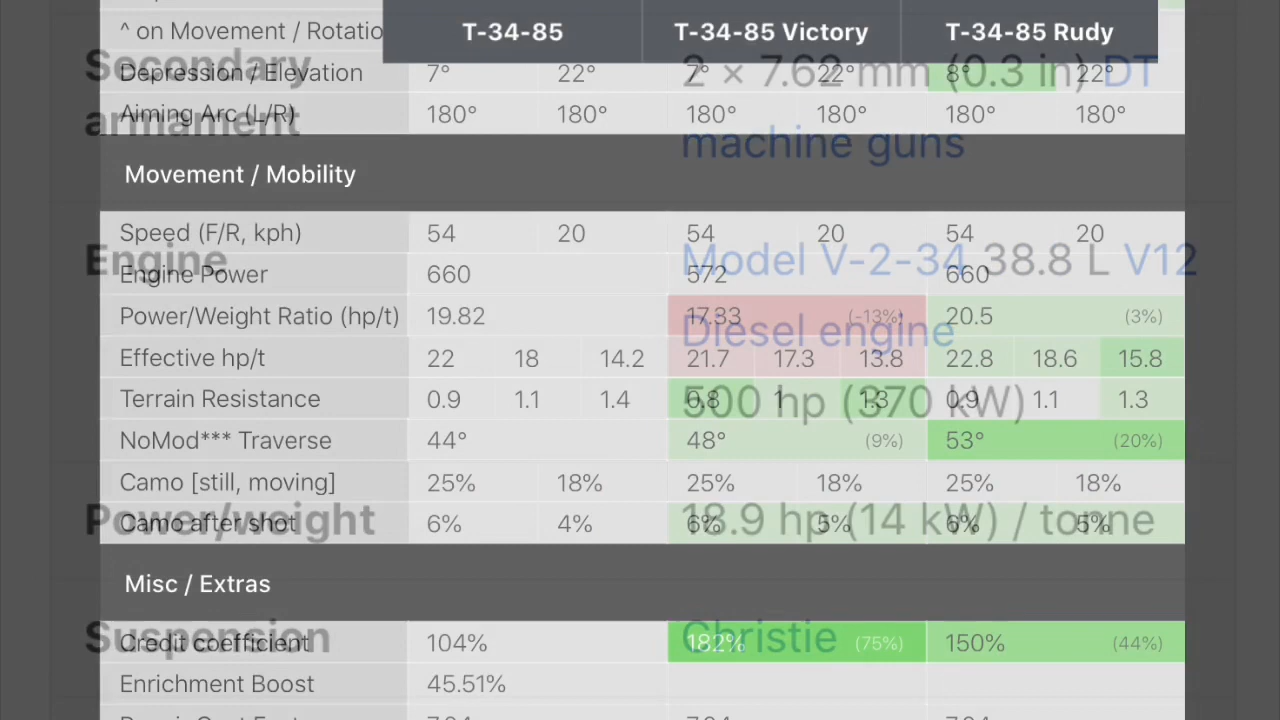 T-34-85 T-34-85 Victory T-34-85 Rudy
^ on Movement / Rotatio
Secondary armament 2 × 7.62 mm (0.3 in) DT machine guns
Depression / Elevation 7° 22° 7° 22° 8° 22°
Aiming Arc (L/R) 180° 180° 180° 180° 180° 180°
Movement / Mobility
Speed (F/R, kph) 54 20 54 20 54 20
Engine Model V-2-34 38.8 L V12 Diesel engine 500 hp (370 kW)
Engine Power 660 572 660
Power/Weight Ratio (hp/t) 19.82 17.33 (-13%) 20.5 (3%)
Effective hp/t 22 18 14.2 21.7 17.3 13.8 22.8 18.6 15.8
Terrain Resistance 0.9 1.1 1.4 0.8 1 1.3 0.9 1.1 1.3
NoMod*** Traverse 44° 48° (9%) 53° (20%)
Camo [still, moving] 25% 18% 25% 18% 25% 18%
Power/weight 18.9 hp (14 kW) / tonne
Camo after shot 6% 4% 6% 5% 6% 5%
Misc / Extras
Suspension Christie
Credit coefficient 104% 182% (75%) 150% (44%)
Enrichment Boost 45.51%